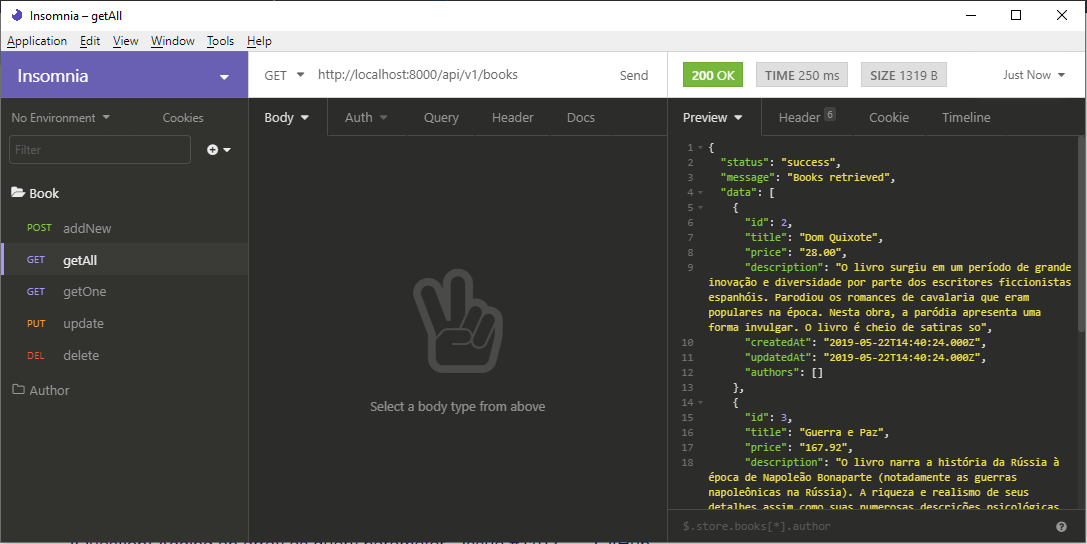 Insomnia – getAll
Application Edit View Window Tools Help
Insomnia
GET http://localhost:8000/api/v1/books Send
200 OK TIME 250 ms SIZE 1319 B Just Now
No Environment Cookies
Body Auth Query Header Docs
Preview Header 6 Cookie Timeline
Filter
Book
POST addNew
GET getAll
GET getOne
PUT update
DEL delete
Author
Select a body type from above
1 {
2 "status": "success",
3 "message": "Books retrieved",
4 "data": [
5 {
6 "id": 2,
7 "title": "Dom Quixote",
8 "price": "28.00",
9 "description": "O livro surgiu em um período de grande
inovação e diversidade por parte dos escritores ficcionistas
espanhóis. Parodiou os romances de cavalaria que eram
populares na época. Nesta obra, a paródia apresenta uma
forma invulgar. O livro é cheio de satiras so",
10 "createdAt": "2019-05-22T14:40:24.000Z",
11 "updatedAt": "2019-05-22T14:40:24.000Z",
12 "authors": []
13 },
14 {
15 "id": 3,
16 "title": "Guerra e Paz",
17 "price": "167.92",
18 "description": "O livro narra a história da Rússia à
época de Napoleão Bonaparte (notadamente as guerras
napoleônicas na Rússia). A riqueza e realismo de seus
detalhes assim como suas numerosas descrições psicológicas
$.store.books[*].author